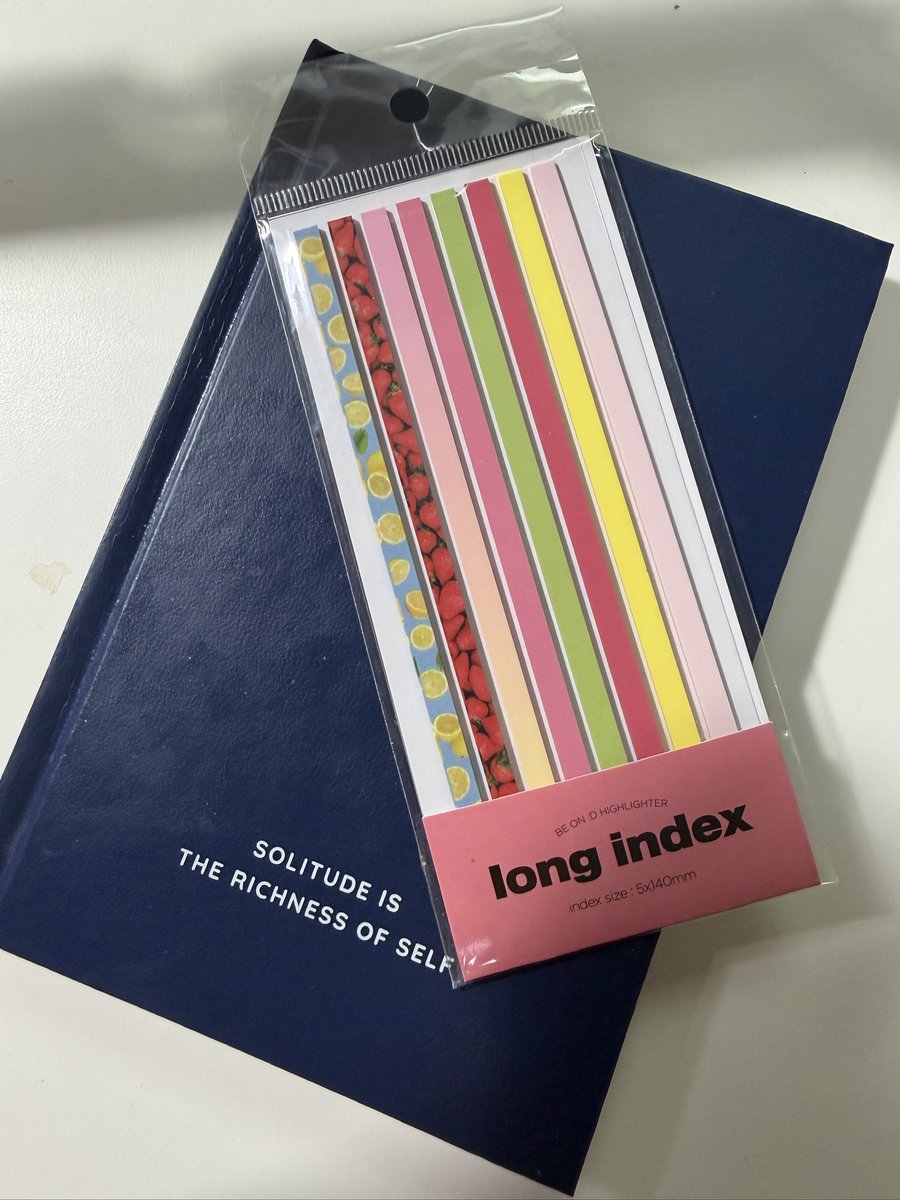 BE ON :D HIGHLIGHTER
long index
index size : 5x140mm
SOLITUDE IS
THE RICHNESS OF SELF